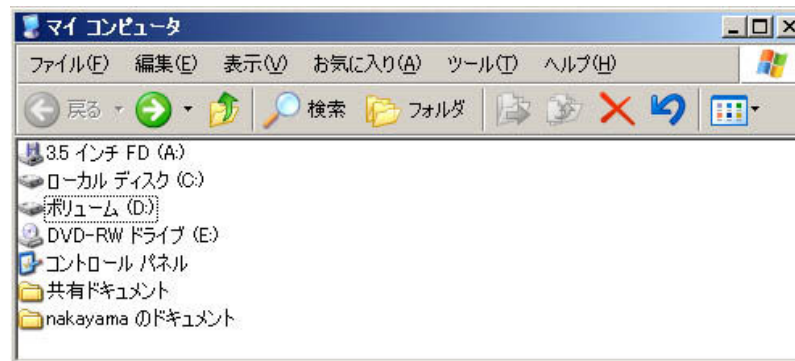 マイ コンピュータ
ファイル(F) 編集(E) 表示(V) お気に入り(A) ツール(T) ヘルプ(H)
戻る 検索 フォルダ
3.5 インチ FD (A:)
ローカル ディスク (C:)
ボリューム (D:)
DVD-RW ドライブ (E:)
コントロール パネル
共有ドキュメント
nakayama のドキュメント